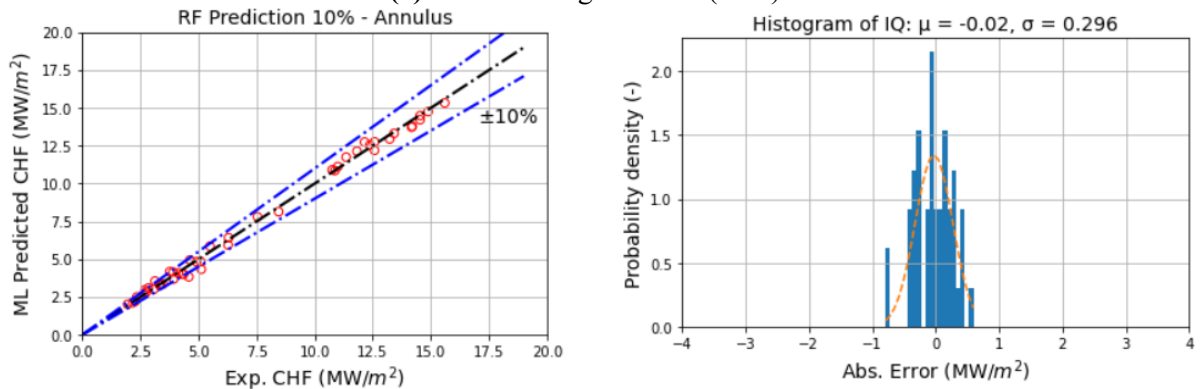 RF Prediction 10% - Annulus
ML Predicted CHF (MW/m²)
20.0
17.5
15.0
12.5
10.0
7.5
5.0
2.5
0.0
±10%
0.0 2.5 5.0 7.5 10.0 12.5 15.0 17.5 20.0
Exp. CHF (MW/m²)
Histogram of IQ: μ = -0.02, σ = 0.296
Probability density (-)
2.0
1.5
1.0
0.5
0.0
−4 −3 −2 −1 0 1 2 3 4
Abs. Error (MW/m²)